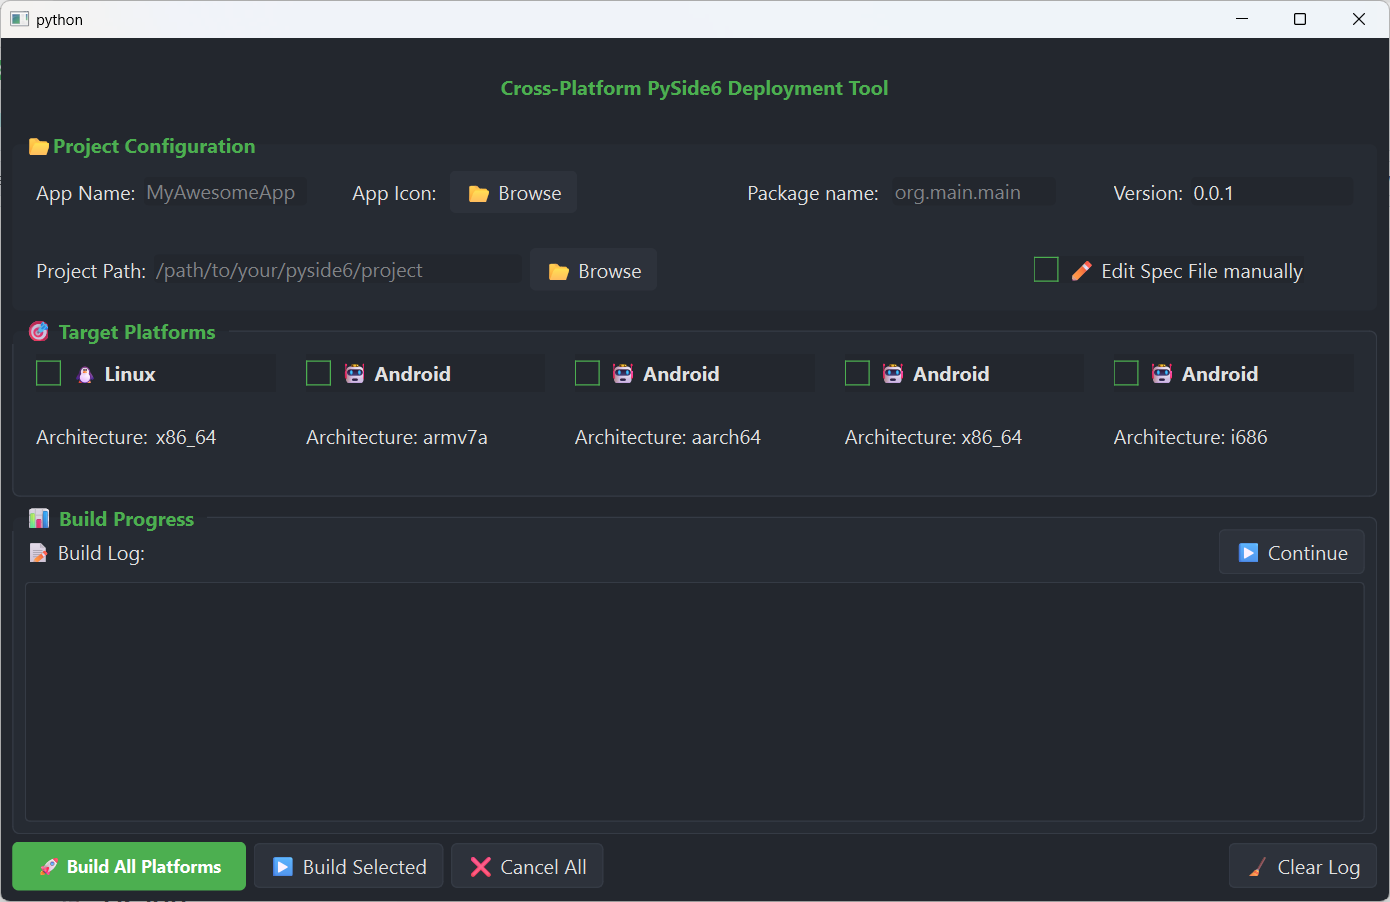 python
Cross-Platform PySide6 Deployment Tool
Project Configuration
App Name: MyAwesomeApp App Icon: Browse Package name: org.main.main Version: 0.0.1
Project Path: /path/to/your/pyside6/project Browse Edit Spec File manually
Target Platforms
Linux Android Android Android Android
Architecture: x86_64 Architecture: armv7a Architecture: aarch64 Architecture: x86_64 Architecture: i686
Build Progress
Build Log: Continue
Build All Platforms Build Selected Cancel All Clear Log